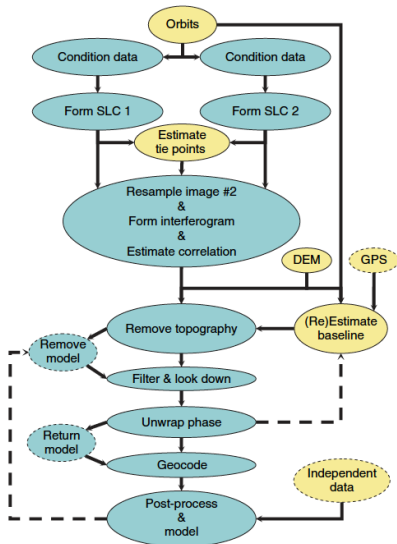 Orbits
Condition data
Condition data
Form SLC 1
Form SLC 2
Estimate
tie points
Resample image #2
&
Form interferogram
&
Estimate correlation
DEM
GPS
Remove topography
(Re)Estimate
baseline
Remove
model
Filter & look down
Unwrap phase
Return
model
Geocode
Independent
data
Post-process
&
model